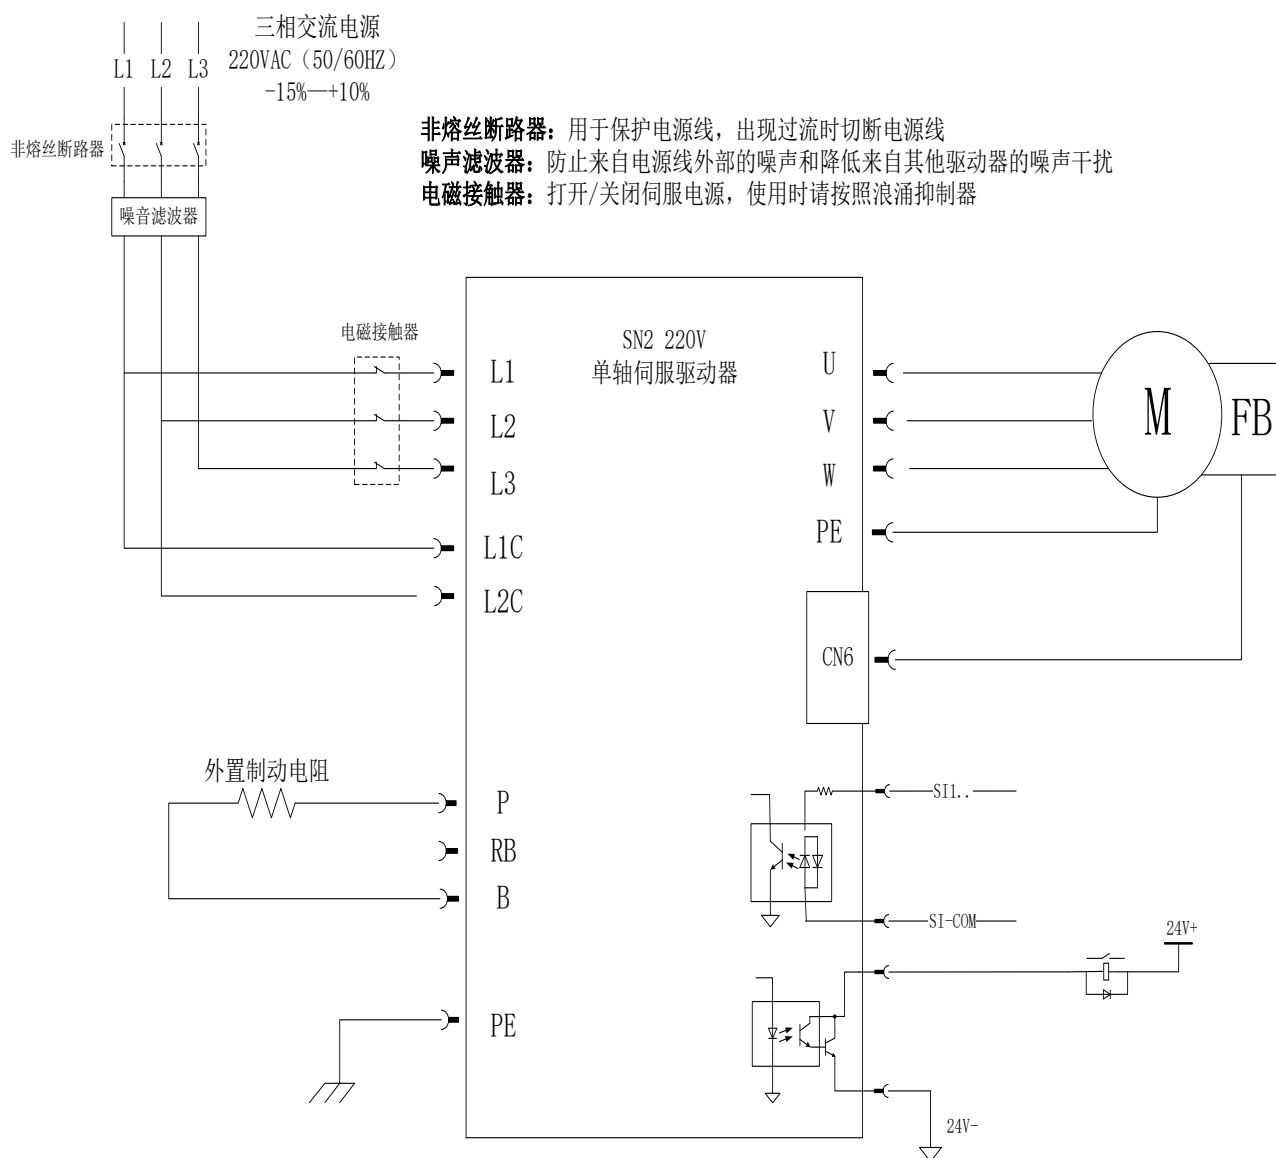 三相交流电源
220VAC（50/60HZ）
-15%—+10%
L1 L2 L3
非熔丝断路器
非熔丝断路器：用于保护电源线，出现过流时切断电源线
噪声滤波器：防止来自电源线外部的噪声和降低来自其他驱动器的噪声干扰
电磁接触器：打开/关闭伺服电源，使用时请按照浪涌抑制器
噪音滤波器
电磁接触器
SN2 220V
单轴伺服驱动器
L1
L2
L3
L1C
L2C
U
V
W
PE
M
FB
CN6
外置制动电阻
P
RB
B
PE
SI1..
SI-COM
24V+
24V-